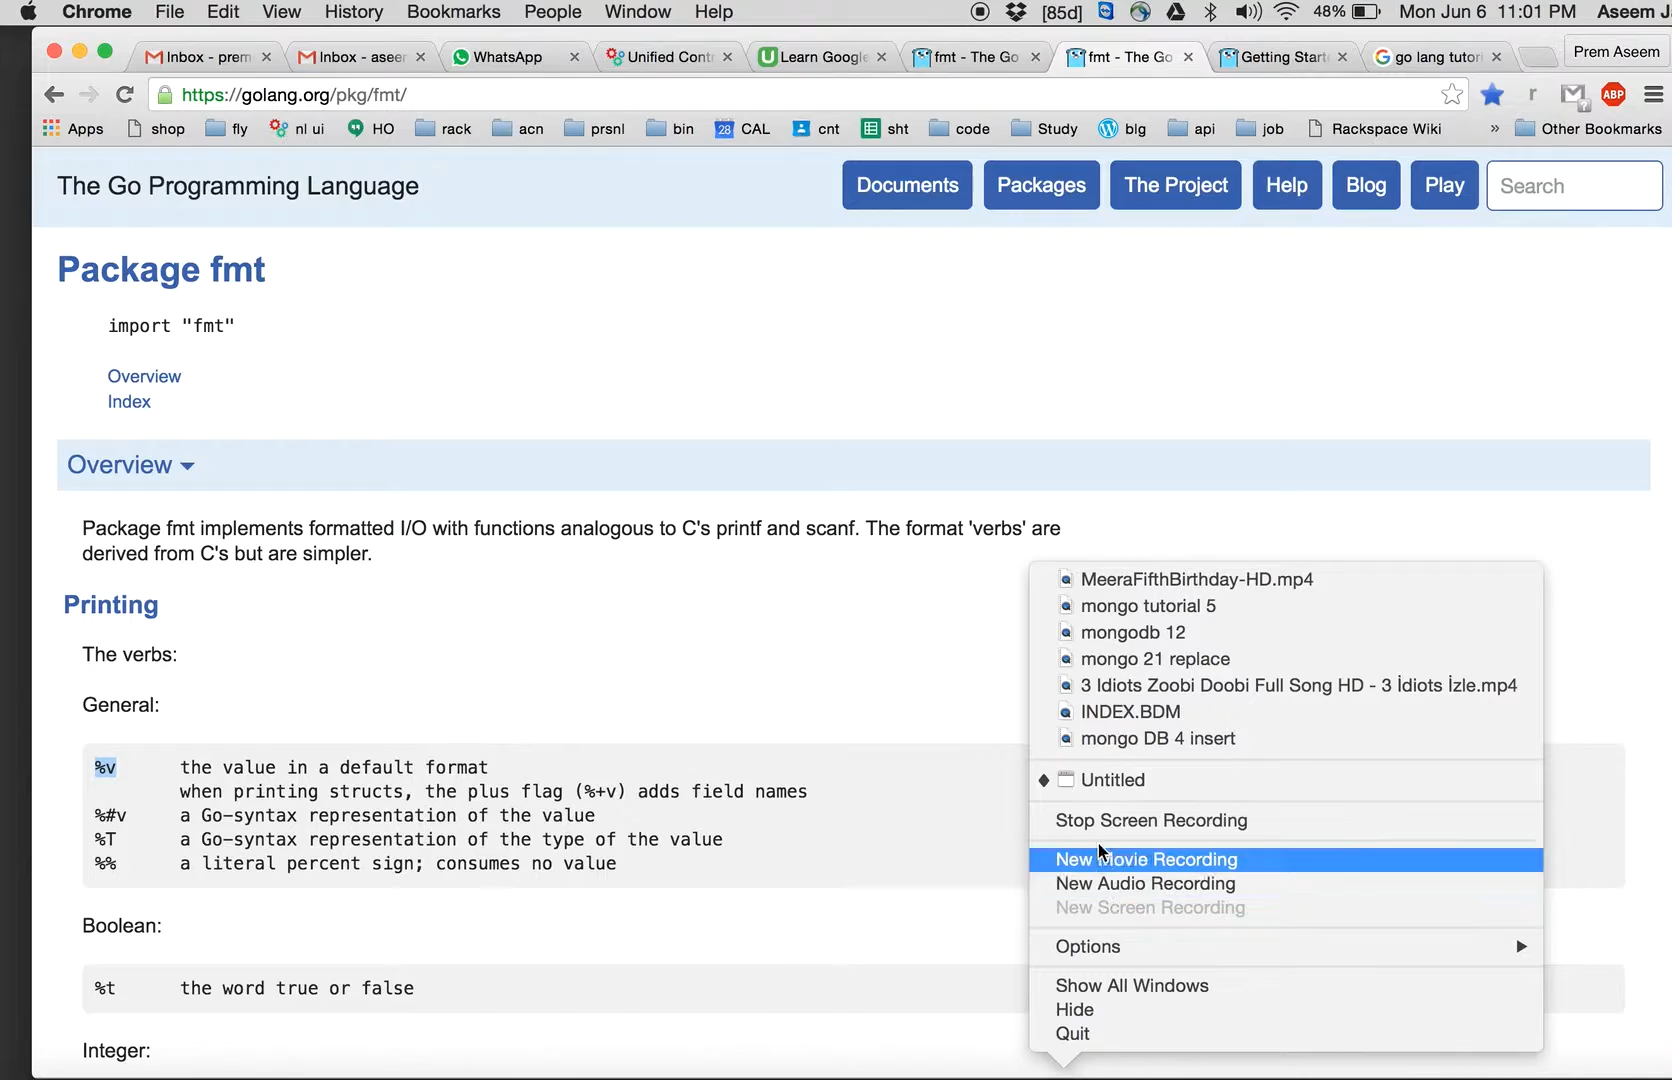 Chrome File Edit View History Bookmarks People Window Help [85d] 48% Mon Jun 6 11:01 PM Aseem
Inbox - prem Inbox - aseer WhatsApp Unified Cont Learn Google fmt - The Go fmt - The Go Getting Start go lang tutori Prem Aseem
https://golang.org/pkg/fmt/ r ABP
Apps shop fly nl ui HO rack acn prsnl bin 28 CAL cnt sht code Study blg api job Rackspace Wiki » Other Bookmarks
The Go Programming Language Documents Packages The Project Help Blog Play Search
Package fmt
import "fmt"
Overview
Index
Overview
Package fmt implements formatted I/O with functions analogous to C's printf and scanf. The format 'verbs' are
derived from C's but are simpler.
Printing
The verbs:
General:
%v the value in a default format
when printing structs, the plus flag (%+v) adds field names
%#v a Go-syntax representation of the value
%T a Go-syntax representation of the type of the value
%% a literal percent sign; consumes no value
Boolean:
%t the word true or false
Integer:
MeeraFifthBirthday-HD.mp4
mongo tutorial 5
mongodb 12
mongo 21 replace
3 Idiots Zoobi Doobi Full Song HD - 3 İdiots İzle.mp4
INDEX.BDM
mongo DB 4 insert
Untitled
Stop Screen Recording
New Movie Recording
New Audio Recording
New Screen Recording
Options
Show All Windows
Hide
Quit